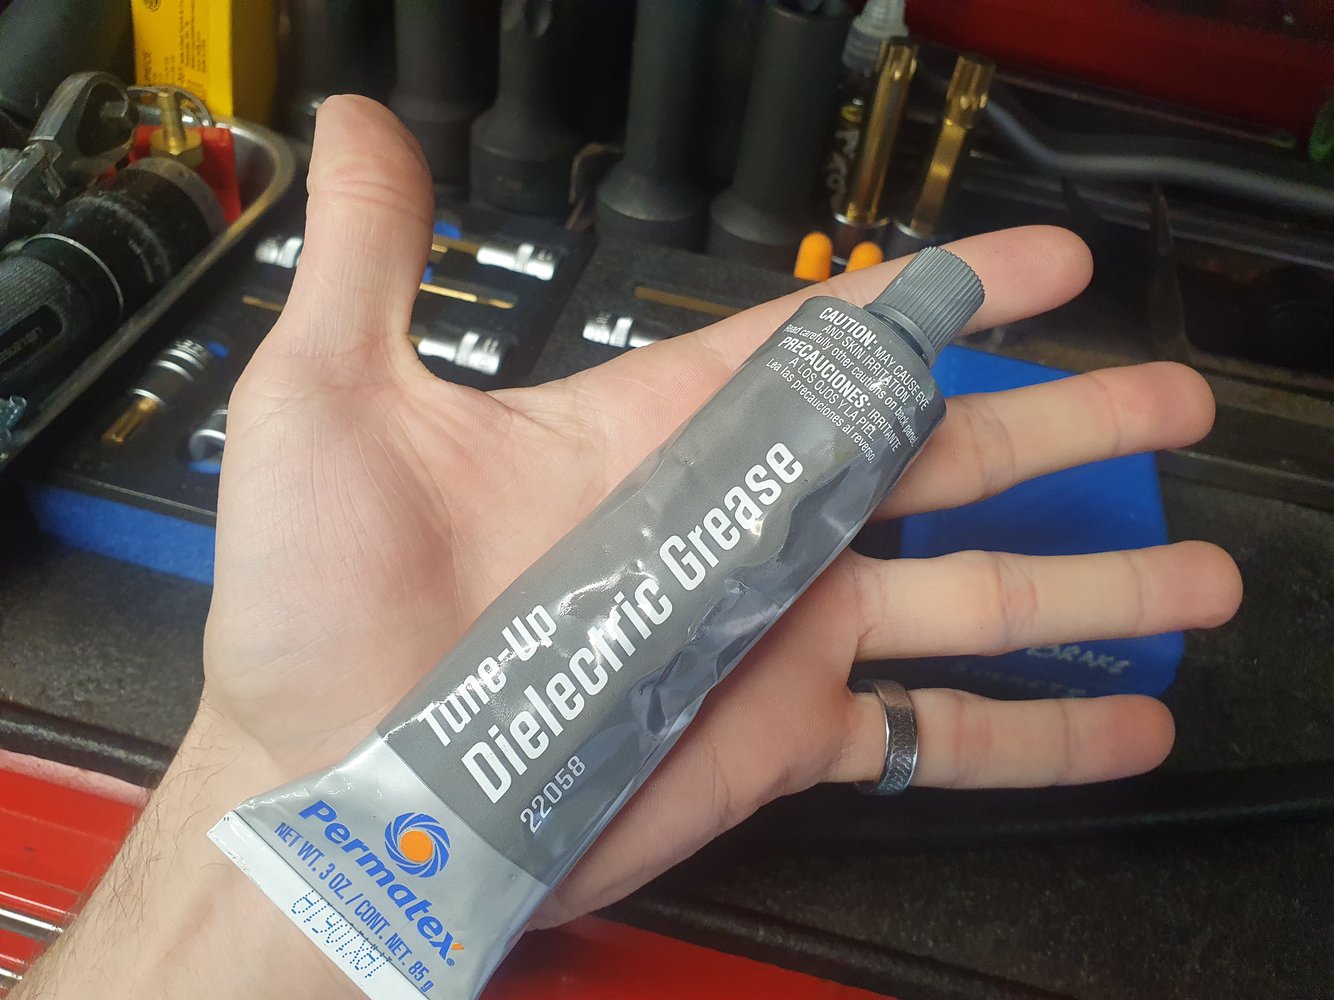 CAUTION: MAY CAUSE EYE
AND SKIN IRRITATION.
Read carefully other cautions on back panel.
PRECAUCIONES: IRRITANTE
A LOS OJOS Y LA PIEL.
Lea las precauciones al reverso.
Tune-Up
Dielectric Grease
22058
Permatex
NET WT. 3 OZ. / CONT. NET. 85 g
BRAKE